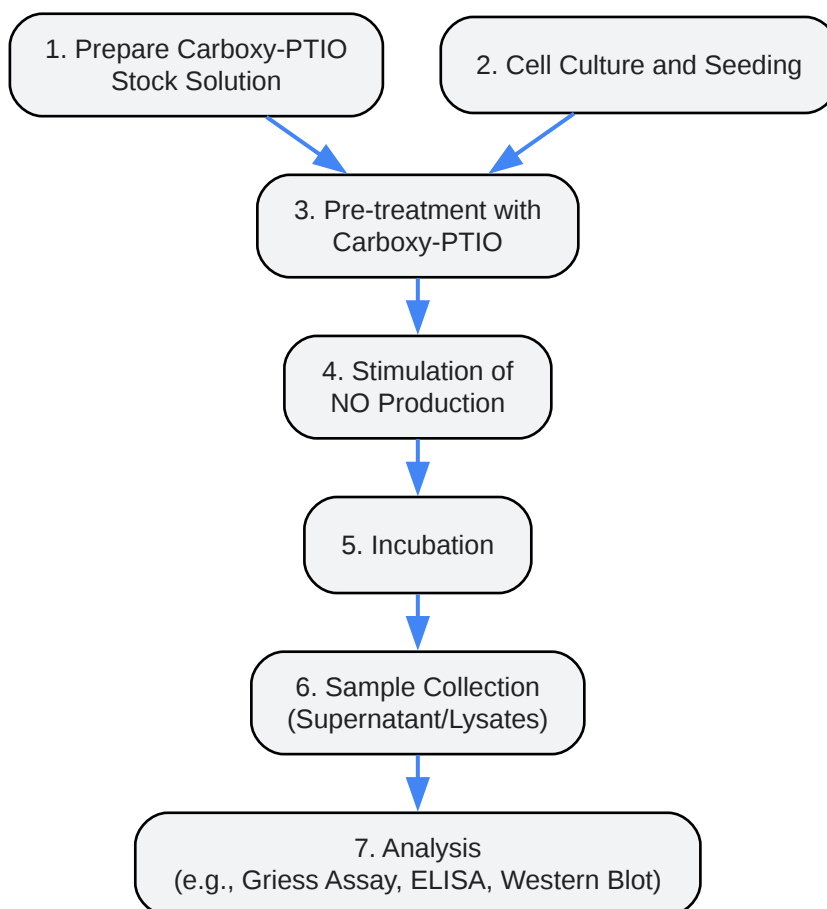 1. Prepare Carboxy-PTIO
Stock Solution
2. Cell Culture and Seeding
3. Pre-treatment with
Carboxy-PTIO
4. Stimulation of
NO Production
5. Incubation
6. Sample Collection
(Supernatant/Lysates)
7. Analysis
(e.g., Griess Assay, ELISA, Western Blot)